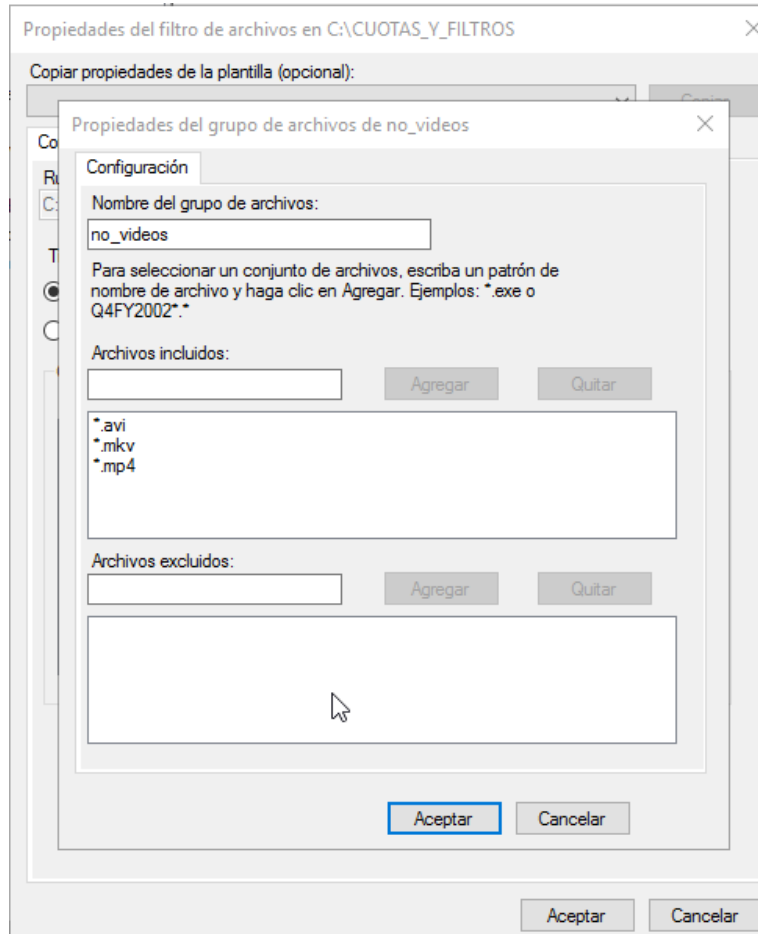 Propiedades del filtro de archivos en C:\CUOTAS_Y_FILTROS
Copiar propiedades de la plantilla (opcional):
Propiedades del grupo de archivos de no_videos
Co
Configuración
C:
Nombre del grupo de archivos:
no_videos
Para seleccionar un conjunto de archivos, escriba un patrón de
nombre de archivo y haga clic en Agregar. Ejemplos: *.exe o
Q4FY2002*.*
Archivos incluidos:
Agregar
Quitar
*.avi
*.mkv
*.mp4
Archivos excluidos:
Agregar
Quitar
Aceptar
Cancelar
Aceptar
Cancelar